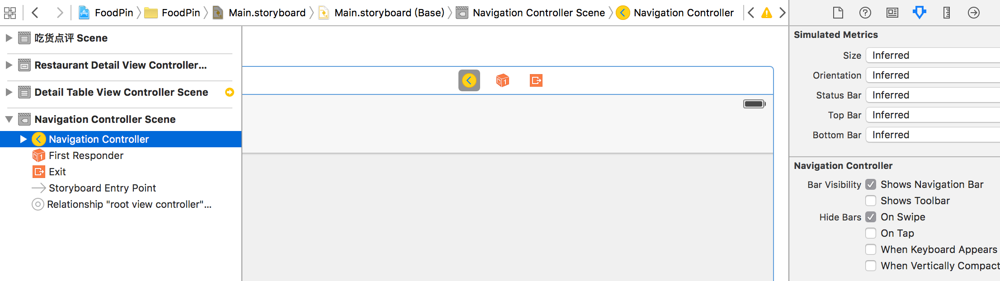 FoodPin FoodPin Main.storyboard Main.storyboard (Base) Navigation Controller Scene Navigation Controller
吃货点评 Scene
Restaurant Detail View Controller...
Detail Table View Controller Scene
Navigation Controller Scene
Navigation Controller
First Responder
Exit
Storyboard Entry Point
Relationship "root view controller"...
Simulated Metrics
Size Inferred
Orientation Inferred
Status Bar Inferred
Top Bar Inferred
Bottom Bar Inferred
Navigation Controller
Bar Visibility Shows Navigation Bar
Shows Toolbar
Hide Bars On Swipe
On Tap
When Keyboard Appears
When Vertically Compact